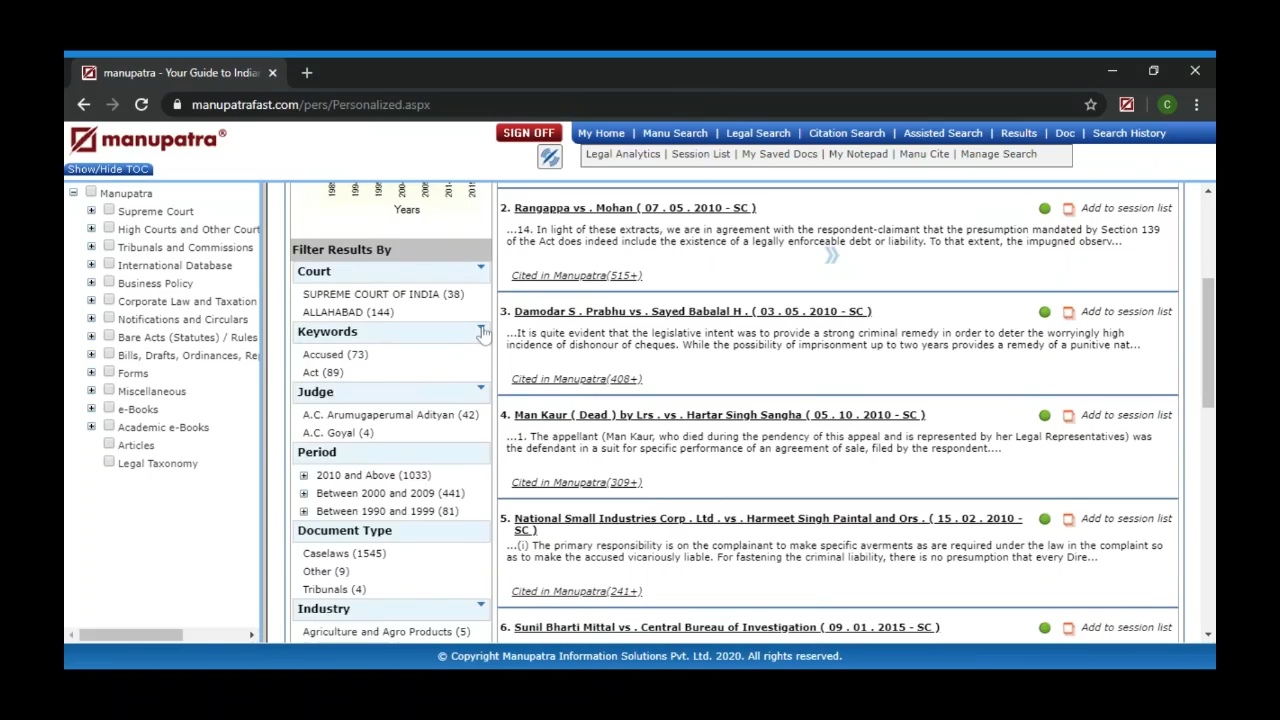 manupatra - Your Guide to India
manupatrafast.com/pers/Personalized.aspx
C
manupatra®
SIGN OFF
My Home | Manu Search | Legal Search | Citation Search | Assisted Search | Results | Doc | Search History
Legal Analytics | Session List | My Saved Docs | My Notepad | Manu Cite | Manage Search
Show/Hide TOC
Manupatra
Supreme Court
High Courts and Other Court
Tribunals and Commissions
International Database
Business Policy
Corporate Law and Taxation
Notifications and Circulars
Bare Acts (Statutes) / Rules
Bills, Drafts, Ordinances, Re
Forms
Miscellaneous
e-Books
Academic e-Books
Articles
Legal Taxonomy
Years
Filter Results By
Court
SUPREME COURT OF INDIA (38)
ALLAHABAD (144)
Keywords
Accused (73)
Act (89)
Judge
A.C. Arumugaperumal Adityan (42)
A.C. Goyal (4)
Period
2010 and Above (1033)
Between 2000 and 2009 (441)
Between 1990 and 1999 (81)
Document Type
Caselaws (1545)
Other (9)
Tribunals (4)
Industry
Agriculture and Agro Products (5)
2. Rangappa vs . Mohan ( 07 . 05 . 2010 - SC ) Add to session list
...14. In light of these extracts, we are in agreement with the respondent-claimant that the presumption mandated by Section 139
of the Act does indeed include the existence of a legally enforceable debt or liability. To that extent, the impugned observ...
Cited in Manupatra(515+)
3. Damodar S . Prabhu vs . Sayed Babalal H . ( 03 . 05 . 2010 - SC ) Add to session list
...It is quite evident that the legislative intent was to provide a strong criminal remedy in order to deter the worryingly high
incidence of dishonour of cheques. While the possibility of imprisonment up to two years provides a remedy of a punitive nat...
Cited in Manupatra(408+)
4. Man Kaur ( Dead ) by Lrs . vs . Hartar Singh Sangha ( 05 . 10 . 2010 - SC ) Add to session list
...1. The appellant (Man Kaur, who died during the pendency of this appeal and is represented by her Legal Representatives) was
the defendant in a suit for specific performance of an agreement of sale, filed by the respondent....
Cited in Manupatra(309+)
5. National Small Industries Corp . Ltd . vs . Harmeet Singh Paintal and Ors . ( 15 . 02 . 2010 - Add to session list
SC )
...(i) The primary responsibility is on the complainant to make specific averments as are required under the law in the complaint so
as to make the accused vicariously liable. For fastening the criminal liability, there is no presumption that every Dire...
Cited in Manupatra(241+)
6. Sunil Bharti Mittal vs . Central Bureau of Investigation ( 09 . 01 . 2015 - SC ) Add to session list
© Copyright Manupatra Information Solutions Pvt. Ltd. 2020. All rights reserved.